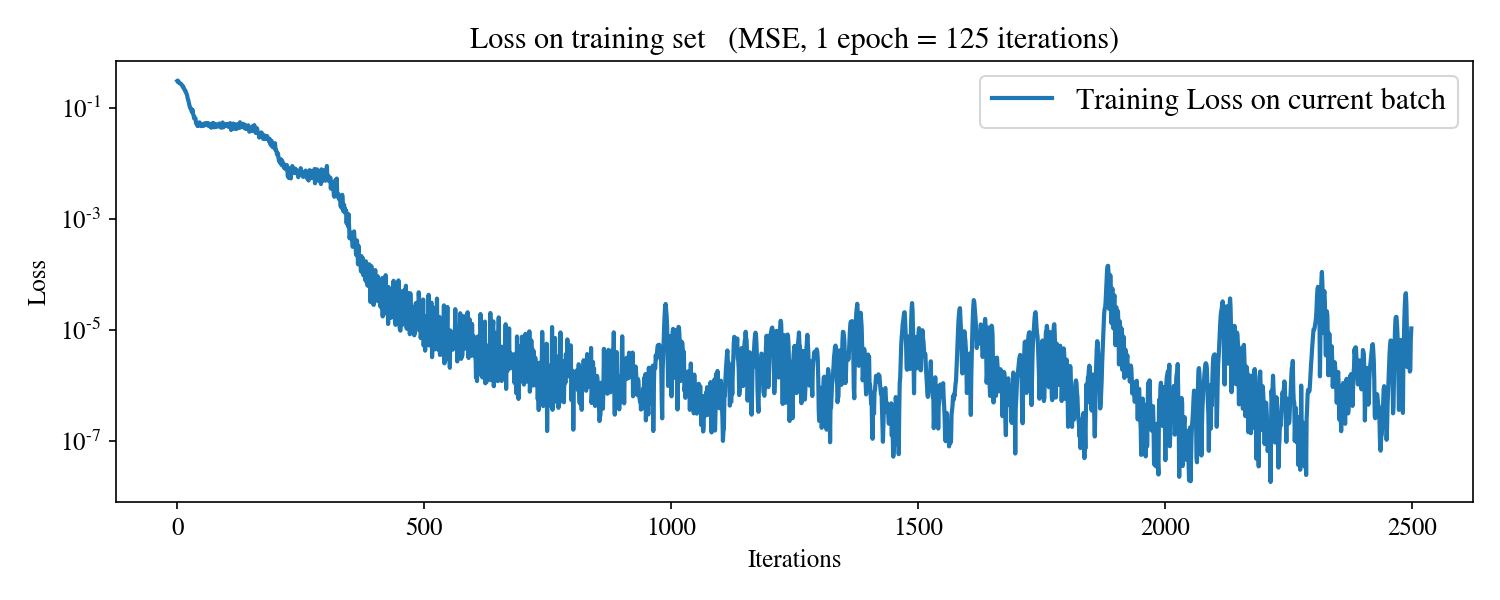 Loss on training set   (MSE, 1 epoch = 125 iterations)
Training Loss on current batch
Loss
10⁻¹
10⁻³
10⁻⁵
10⁻⁷
0 500 1000 1500 2000 2500
Iterations